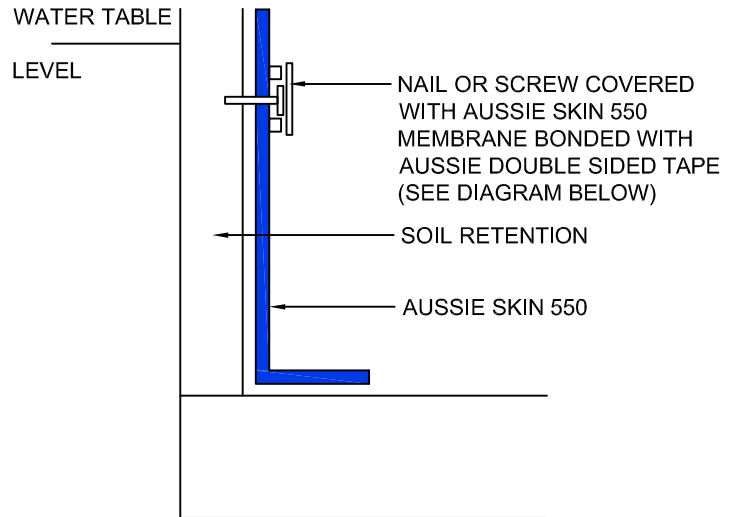 WATER TABLE
LEVEL
NAIL OR SCREW COVERED
WITH AUSSIE SKIN 550
MEMBRANE BONDED WITH
AUSSIE DOUBLE SIDED TAPE
(SEE DIAGRAM BELOW)
SOIL RETENTION
AUSSIE SKIN 550